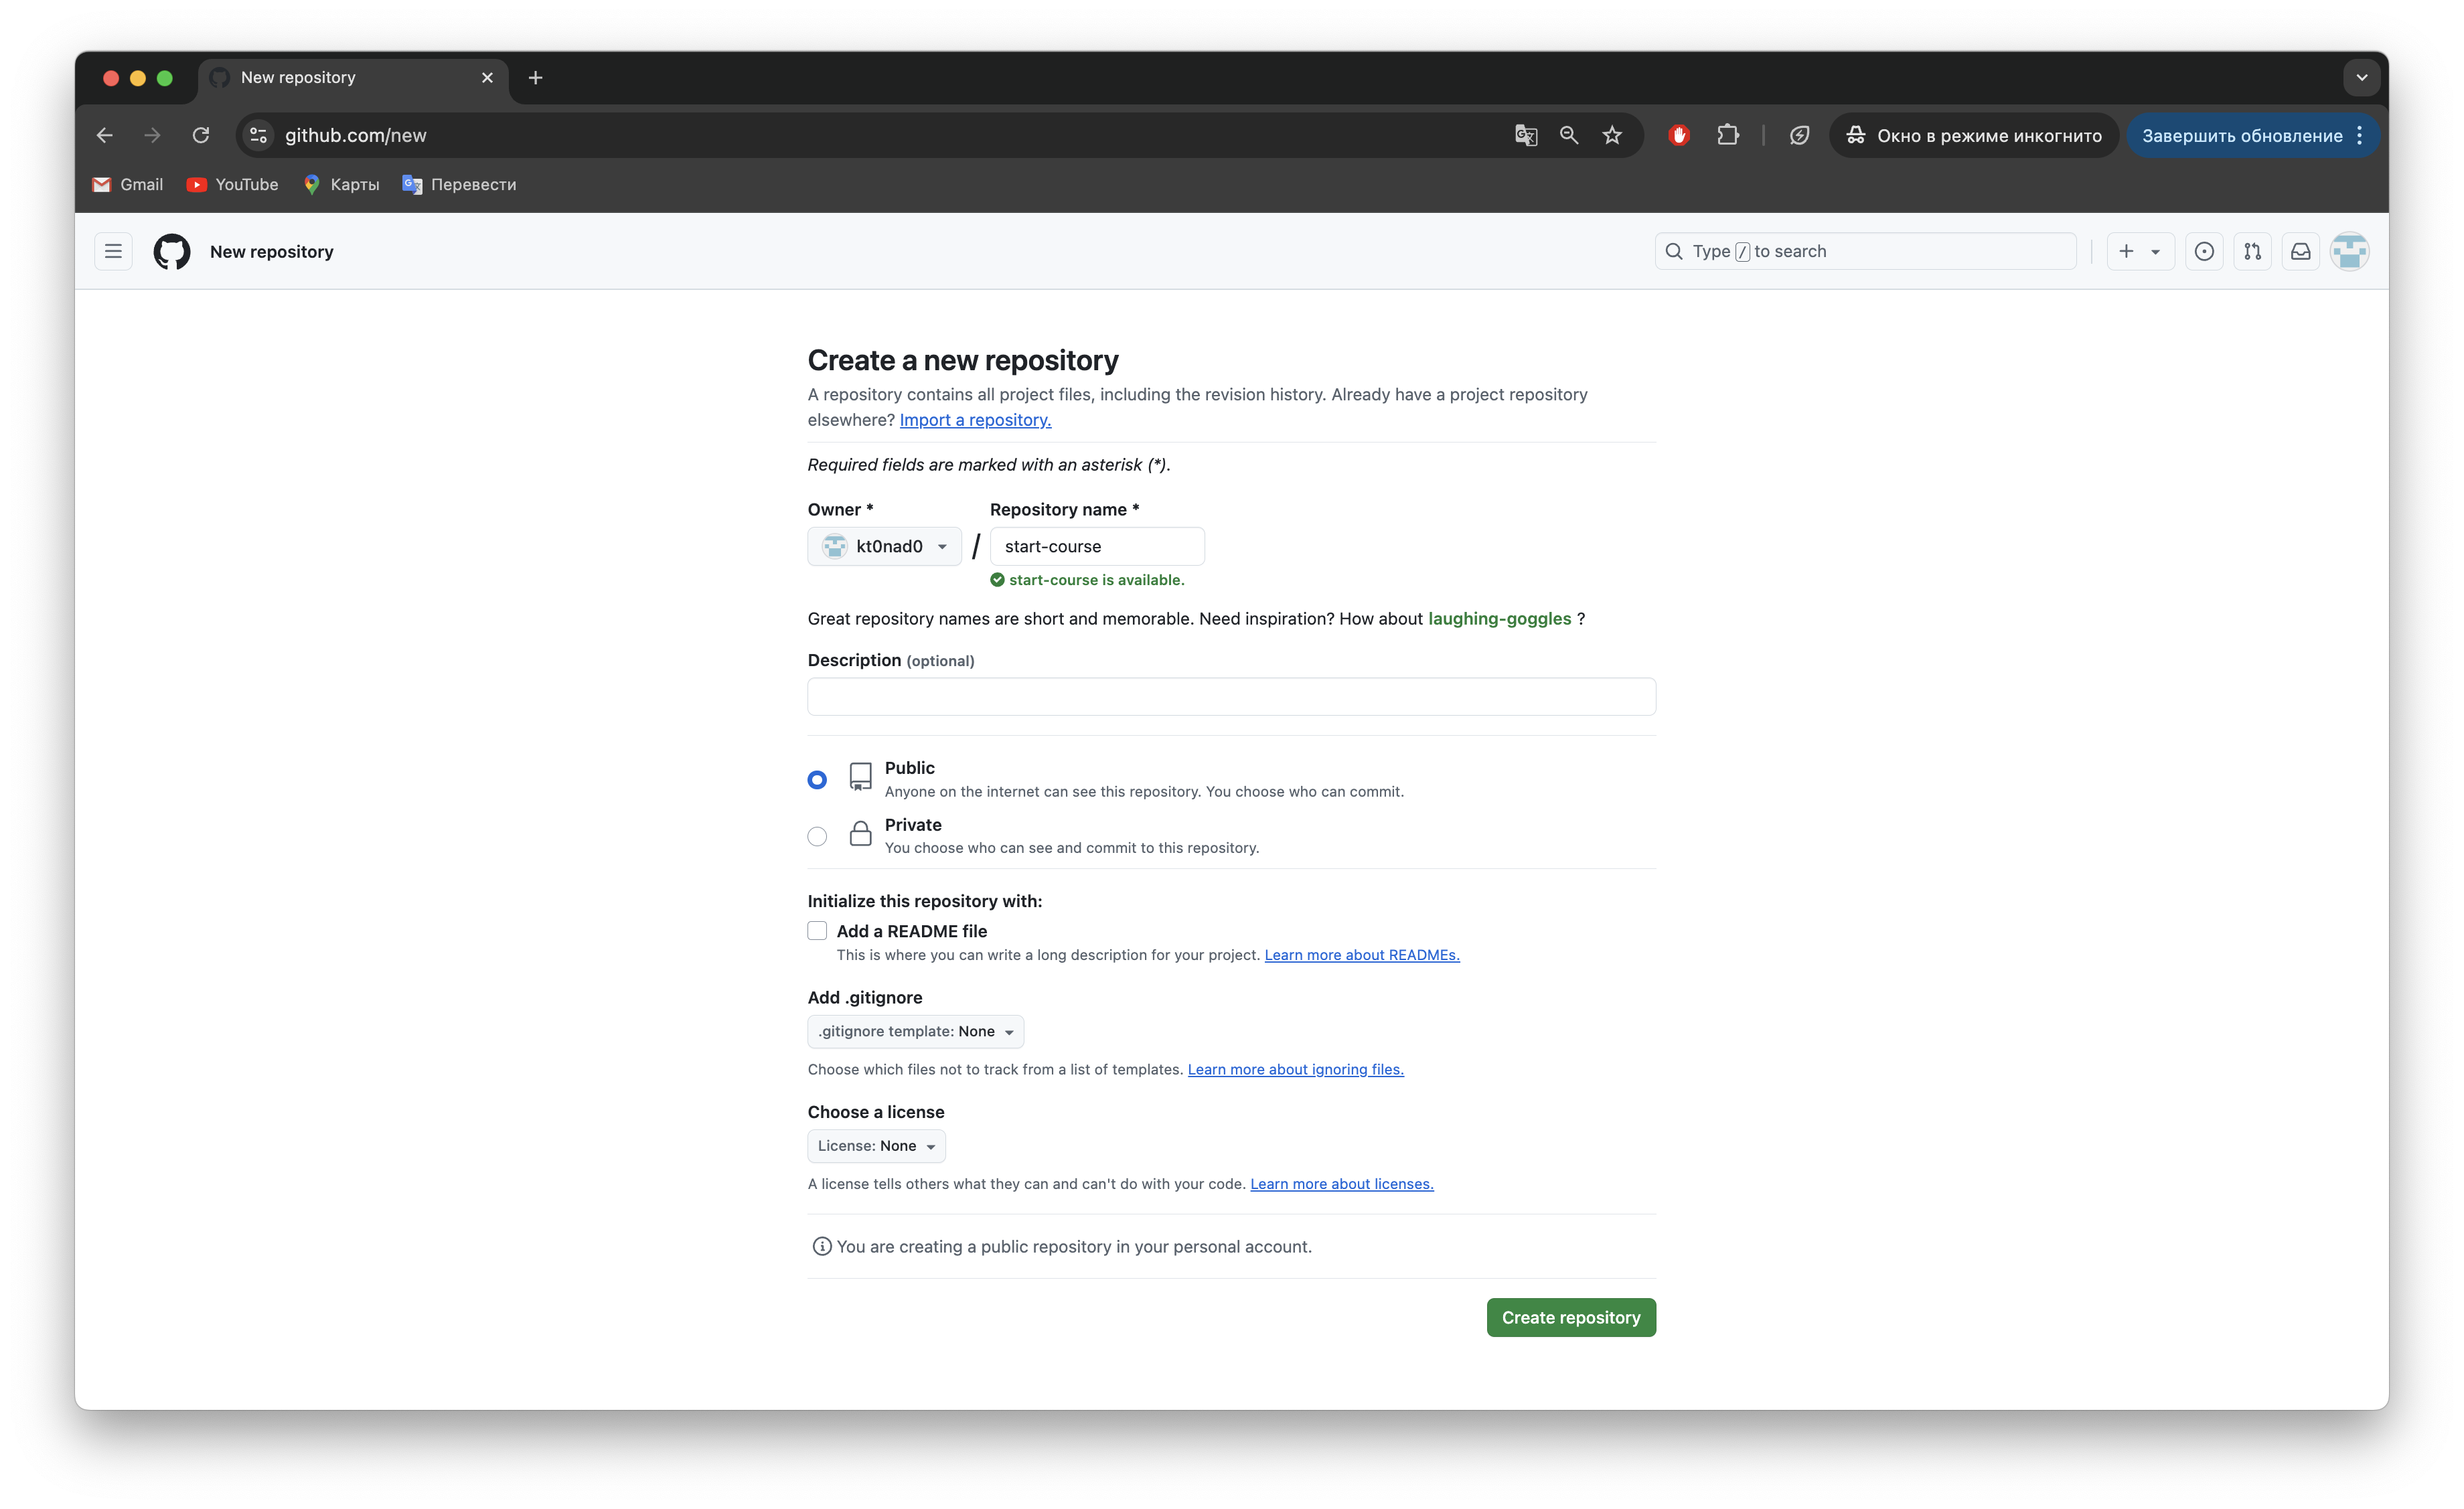 New repository
github.com/new
Окно в режиме инкогнито
Завершить обновление
Gmail
YouTube
Карты
Перевести
New repository
Type / to search
Create a new repository
A repository contains all project files, including the revision history. Already have a project repository
elsewhere? Import a repository.
Required fields are marked with an asterisk (*).
Owner *
Repository name *
kt0nad0
/
start-course
start-course is available.
Great repository names are short and memorable. Need inspiration? How about laughing-goggles ?
Description (optional)
Public
Anyone on the internet can see this repository. You choose who can commit.
Private
You choose who can see and commit to this repository.
Initialize this repository with:
Add a README file
This is where you can write a long description for your project. Learn more about READMEs.
Add .gitignore
.gitignore template: None
Choose which files not to track from a list of templates. Learn more about ignoring files.
Choose a license
License: None
A license tells others what they can and can't do with your code. Learn more about licenses.
You are creating a public repository in your personal account.
Create repository